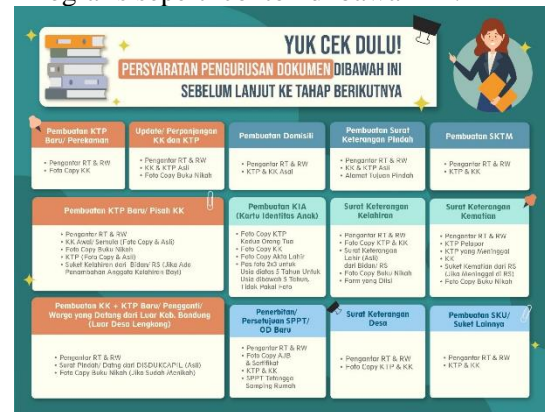 YUK CEK DULU!
PERSYARATAN PENGURUSAN DOKUMEN DIBAWAH INI
SEBELUM LANJUT KE TAHAP BERIKUTNYA
Pembuatan KTP
Baru/ Perekaman
• Pengantar RT & RW
• Foto Copy KK
Update/ Perpanjangan
KK dan KTP
• Pengantar RT & RW
• KK & KTP Asli
• Foto Copy Buku Nikah
Pembuatan Domisili
• Pengantar RT & RW
• KTP & KK Asal
Pembuatan Surat
Keterangan Pindah
• Pengantar RT & RW
• KK & KTP Asli
• Alamat Tujuan Pindah
Pembuatan SKTM
• Pengantar RT & RW
• KTP & KK
Pembuatan KTP Baru/ Pisah KK
• Pengantar RT & RW
• KK Awal/ Semula (Foto Copy & Asli)
• Foto Copy Buku Nikah
• KTP (Foto Copy & Asli)
• Suket Kelahiran dari Bidan/ RS (Jika Ada
Penambahan Anggota Kelahiran Bayi)
Pembuatan KIA
(Kartu Identitas Anak)
• Foto Copy KTP
Kedua Orang Tua
• Foto Copy KK
• Foto Copy Akta Lahir
• Pas foto 2x3 untuk
Usia diatas 5 Tahun Untuk
Usia dibawah 5 Tahun,
Tidak Pakai Foto
Surat Keterangan
Kelahiran
• Pengantar RT & RW
• Foto Copy KTP & KK
• Surat Keterangan
Lahir (Asli)
dari Bidan/ RS
• Foto Copy Buku Nikah
• Form yang Diisi
Surat Keterangan
Kematian
• Pengantar RT & RW
• KTP Pelapor
• KTP yang Meninggal
• KK
• Suket Kematian dari RS
(Jika Meninggal di RS)
• Foto Copy Buku Nikah
Pembuatan KK + KTP Baru/ Pengganti/
Warga yang Datang dari Luar Kab. Bandung
(Luar Desa Lengkong)
• Pengantar RT & RW
• Surat Pindah/ Datng dari DISDUKCAPIL (Asli)
• Foto Copy Buku Nikah (Jika Sudah Menikah)
Penerbitan/
Persetujuan SPPT/
OD Baru
• Pengantar RT & RW
• Foto Copy AJB
& Sertifikat
• KTP & KK
• SPPT Tetangga
Samping Rumah
Surat Keterangan
Desa
• Pengantar RT & RW
• Foto Copy KTP & KK
Pembuatan SKU/
Suket Lainnya
• Pengantar RT & RW
• KTP & KK